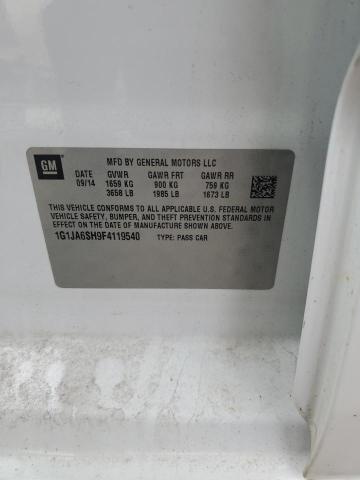 GM
MFD BY GENERAL MOTORS LLC
DATE GVWR GAWR FRT GAWR RR
09/14 1659 KG 900 KG 759 KG
3658 LB 1985 LB 1673 LB
THIS VEHICLE CONFORMS TO ALL APPLICABLE U.S. FEDERAL MOTOR
VEHICLE SAFETY, BUMPER, AND THEFT PREVENTION STANDARDS IN
EFFECT ON THE DATE OF MANUFACTURE SHOWN ABOVE.
1G1JA6SH9F4119540 TYPE: PASS CAR